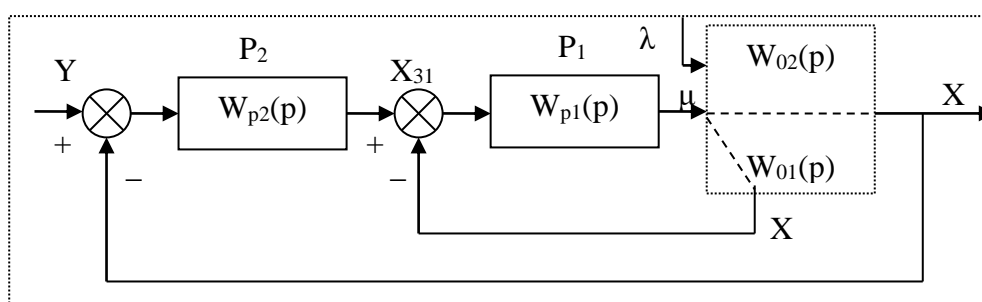 P₂
P₁
λ
W₀₂(p)
Y
X₃₁
X
Wₚ₂(p)
Wₚ₁(p)
μ
+
−
+
−
W₀₁(p)
X